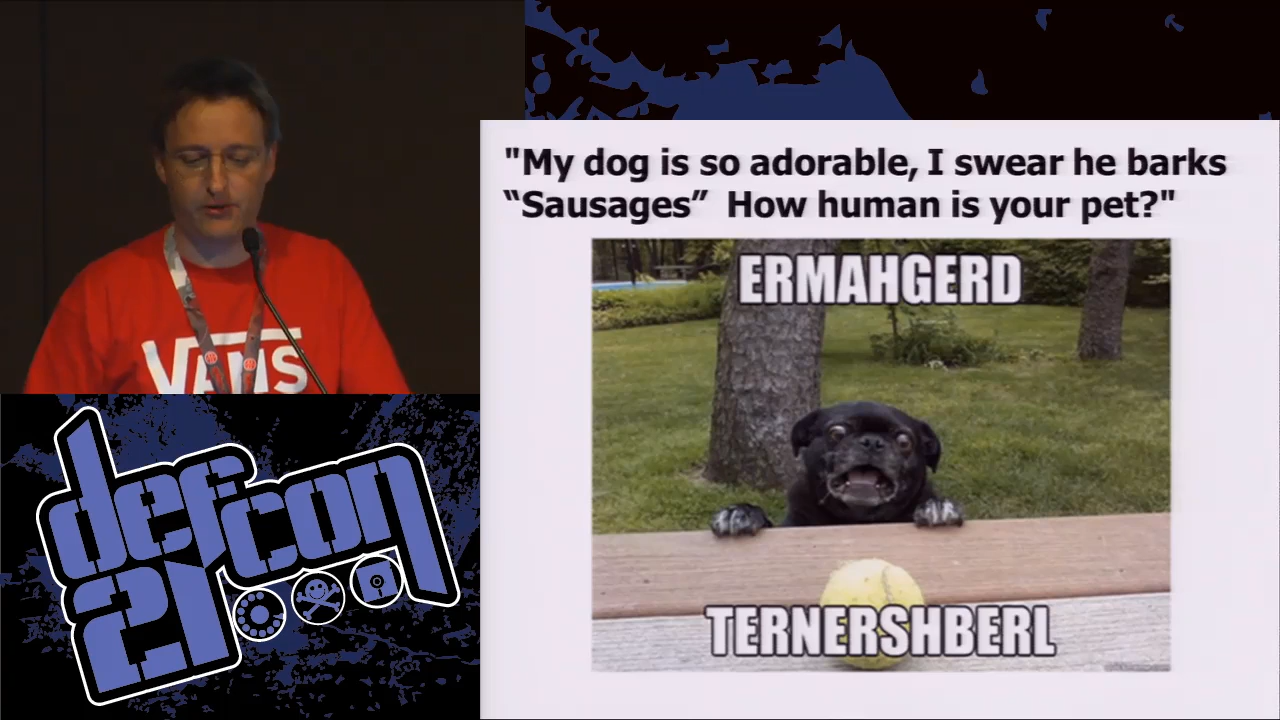 "My dog is so adorable, I swear he barks
“Sausages” How human is your pet?"
ERMAHGERD
TERNERSHBERL
VANS
defcon
21